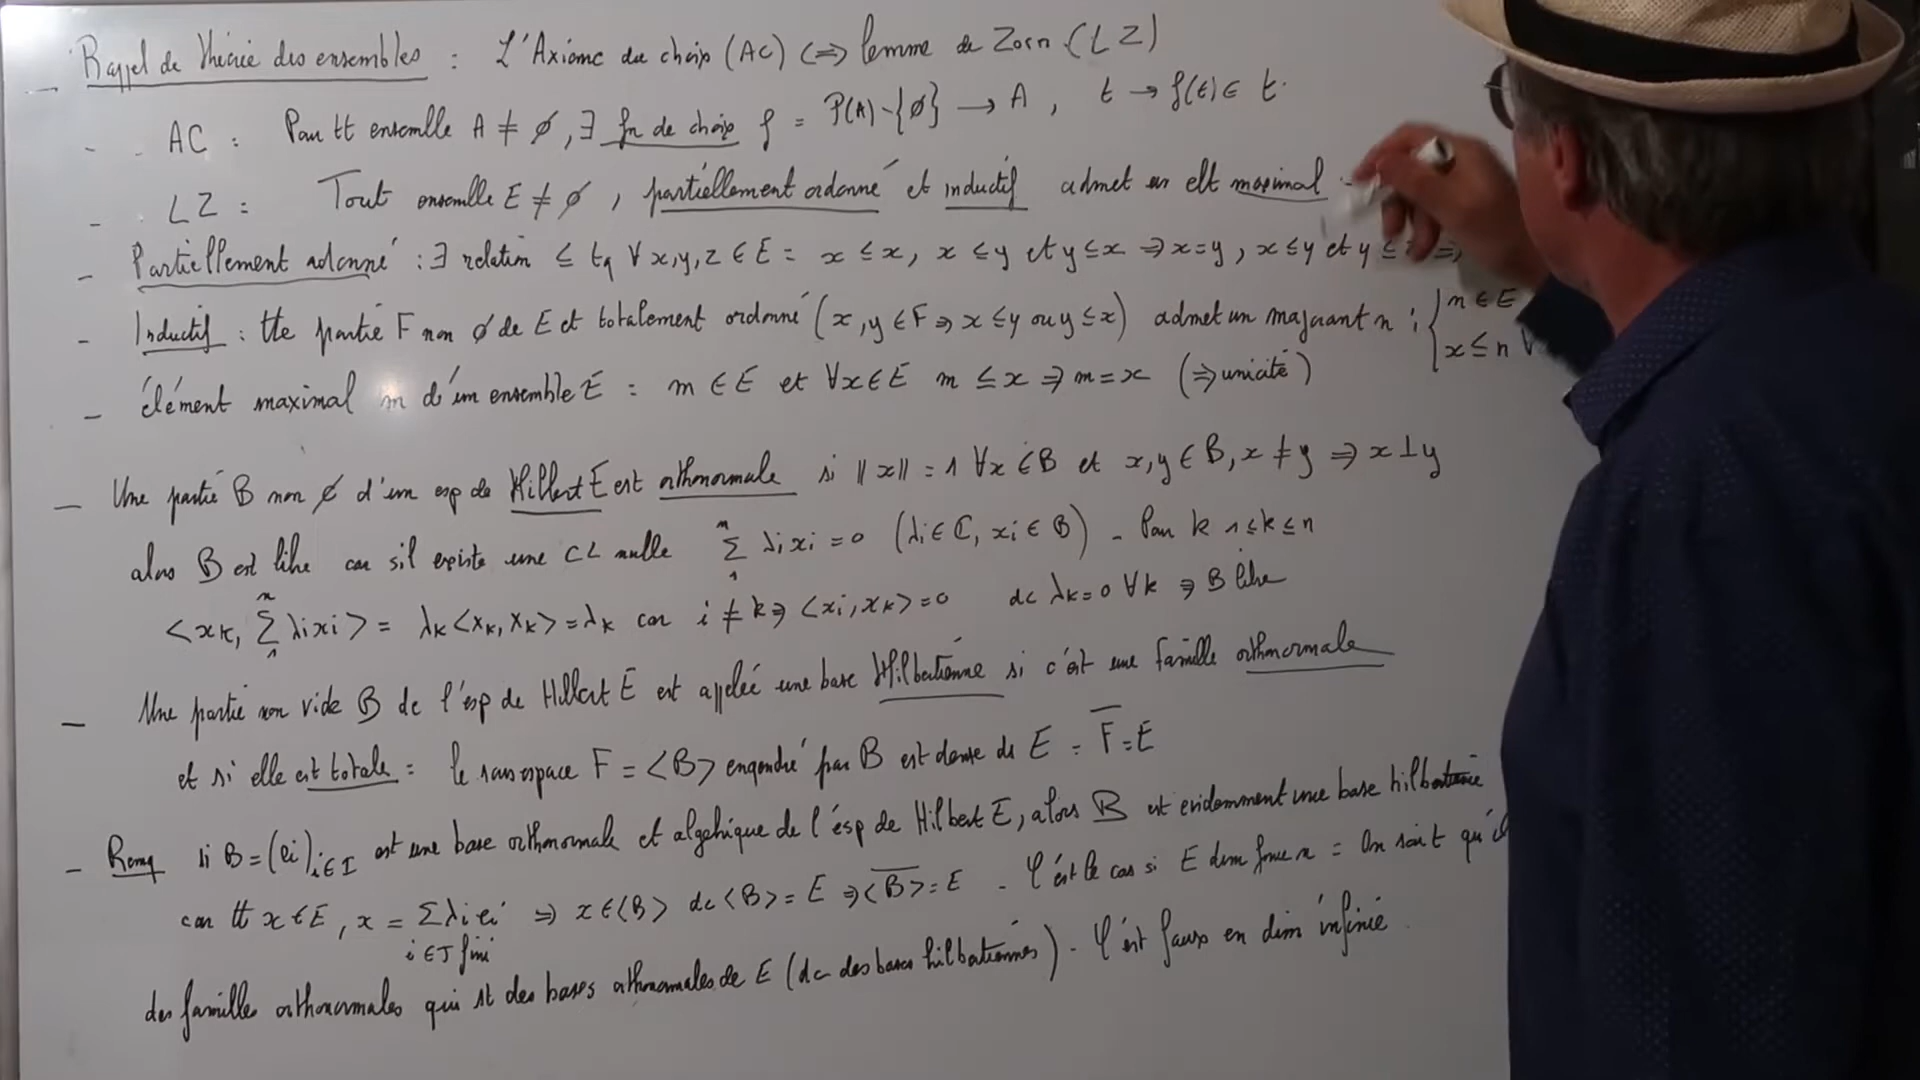 - Rappel de théorie des ensembles : L'Axiome du choix (AC) ⇔ lemme de Zorn (LZ)
- . AC : Pour tt ensemble A ≠ ∅, ∃ fn de choix f = P(A)-{∅} → A , t → f(t) ∈ t.
- . LZ : Tout ensemble E ≠ ∅ , partiellement ordonné et inductif admet un elt maximal -
- Partiellement ordonné : ∃ relation ≤ tq ∀ x,y,z ∈ E = x ≤ x, x ≤ y et y ≤ x ⇒ x = y , x ≤ y et y ≤ ⇒
- Inductif : tte partie F non ∅ de E et totalement ordonné (x,y ∈ F ⇒ x ≤ y ou y ≤ x) admet un majorant n : { n ∈ E
x ≤ n ∀
- élément maximal m d'un ensemble E : m ∈ E et ∀x ∈ E m ≤ x ⇒ m = x (⇒ unicité)
- Une partie B non ∅ d'un esp de Hilbert E est orthonormale si ||x|| = 1 ∀x ∈ B et x,y ∈ B, x ≠ y ⇒ x ⊥ y
alors B est libre car s'il existe une CL nulle n Σ 1 λi xi = 0 (λi ∈ ℂ, xi ∈ B) - Pour k 1 ≤ k ≤ n
<xk, n Σ 1 λi xi> = λk <xk, xk> = λk car i ≠ k ⇒ <xi, xk> = 0 dc λk = 0 ∀k ⇒ B libre
- Une partie non vide B de l'esp de Hilbert E est appelée une base Hilbertienne si c'est une famille orthonormale
et si elle est totale : le sous espace F = <B> engendré par B est dense ds E = F̅ = E
- Remq si B = (ei)i∈I est une base orthonormale et algébrique de l'esp de Hilbert E, alors B est evidemment une base hilbertienne
car tt x ∈ E , x = Σ λi ei ⇒ x ∈ <B> dc <B> = E ⇒ <B>̅ = E - C'est le cas si E dim finie n = On sait qu'il
i ∈ J fini
des famille orthonormales qui st des bases orthonormales de E (dc des bases hilbertiennes) - C'est faux en dim infinie .